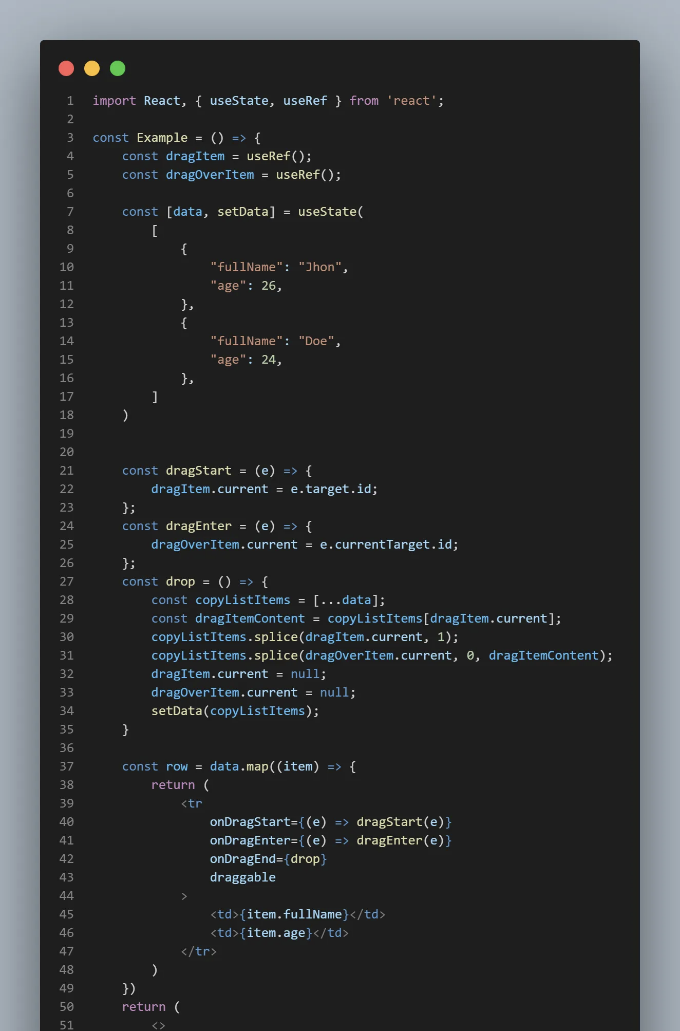 1 import React, { useState, useRef } from 'react';
2
3 const Example = () => {
4     const dragItem = useRef();
5     const dragOverItem = useRef();
6
7     const [data, setData] = useState(
8         [
9             {
10                 "fullName": "Jhon",
11                 "age": 26,
12             },
13             {
14                 "fullName": "Doe",
15                 "age": 24,
16             },
17         ]
18     )
19
20
21     const dragStart = (e) => {
22         dragItem.current = e.target.id;
23     };
24     const dragEnter = (e) => {
25         dragOverItem.current = e.currentTarget.id;
26     };
27     const drop = () => {
28         const copyListItems = [...data];
29         const dragItemContent = copyListItems[dragItem.current];
30         copyListItems.splice(dragItem.current, 1);
31         copyListItems.splice(dragOverItem.current, 0, dragItemContent);
32         dragItem.current = null;
33         dragOverItem.current = null;
34         setData(copyListItems);
35     }
36
37     const row = data.map((item) => {
38         return (
39             <tr
40                 onDragStart={(e) => dragStart(e)}
41                 onDragEnter={(e) => dragEnter(e)}
42                 onDragEnd={drop}
43                 draggable
44             >
45                 <td>{item.fullName}</td>
46                 <td>{item.age}</td>
47             </tr>
48         )
49     })
50     return (
51         <>